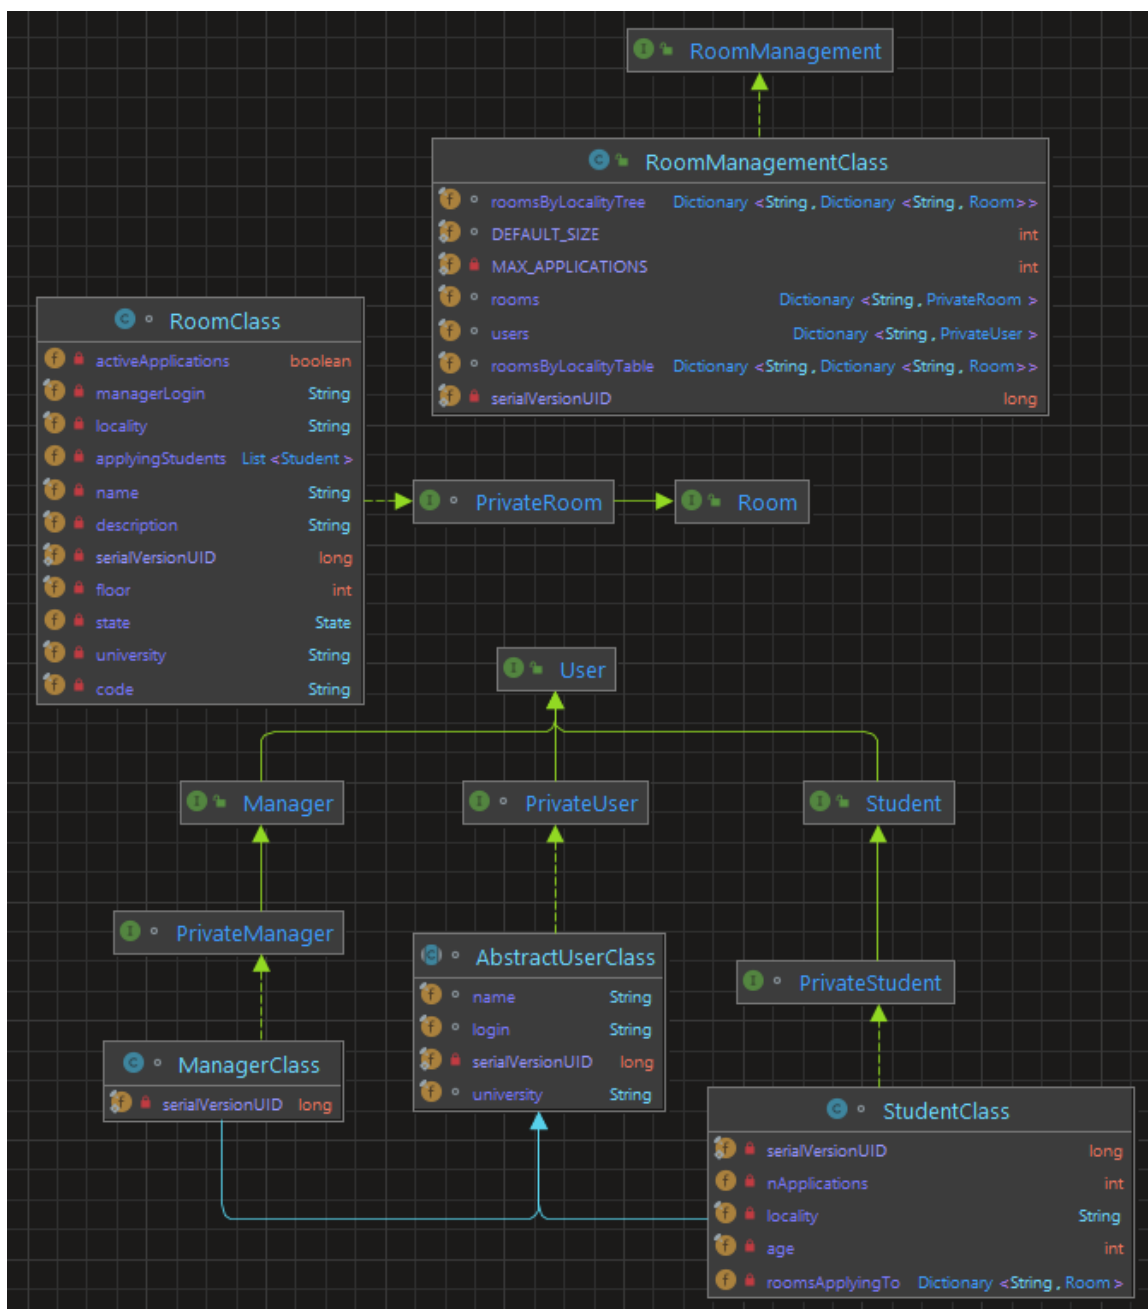 RoomManagement
RoomManagementClass
roomsByLocalityTree Dictionary <String, Dictionary <String, Room>>
DEFAULT_SIZE int
MAX_APPLICATIONS int
rooms Dictionary <String, PrivateRoom >
users Dictionary <String, PrivateUser >
roomsByLocalityTable Dictionary <String, Dictionary <String, Room>>
serialVersionUID long
RoomClass
activeApplications boolean
managerLogin String
locality String
applyingStudents List <Student >
name String
description String
serialVersionUID long
floor int
state State
university String
code String
PrivateRoom
Room
User
Manager
PrivateUser
Student
PrivateManager
AbstractUserClass
name String
login String
serialVersionUID long
university String
PrivateStudent
ManagerClass
serialVersionUID long
StudentClass
serialVersionUID long
nApplications int
locality String
age int
roomsApplyingTo Dictionary <String, Room >